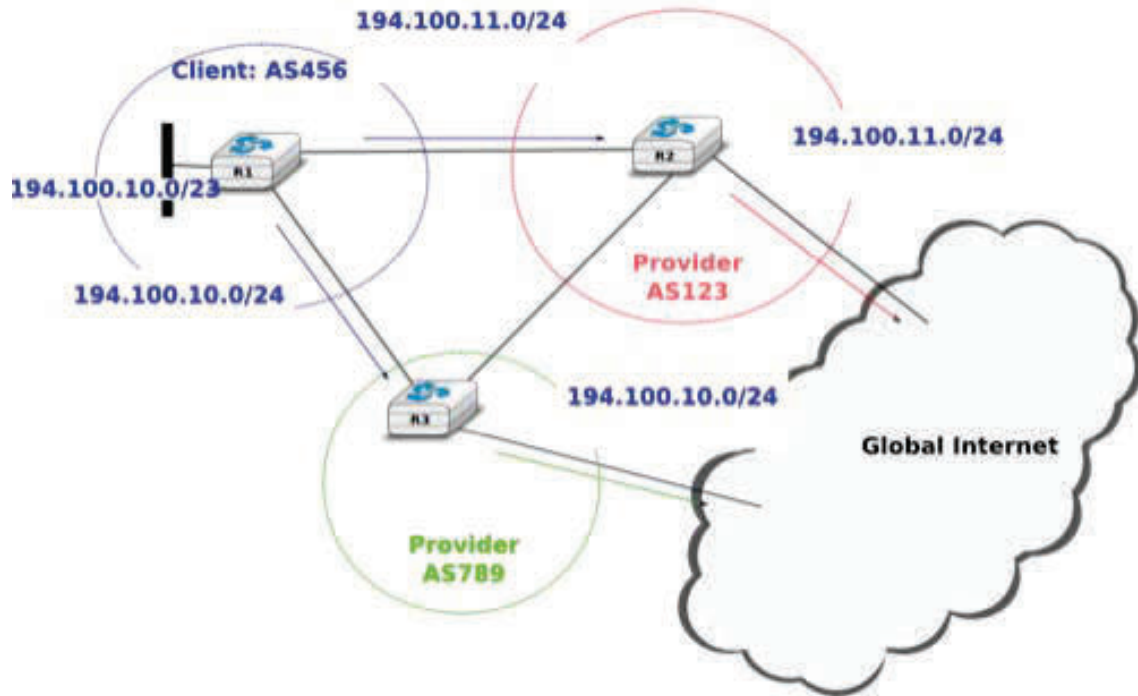 194.100.11.0/24
Client: AS456
194.100.11.0/24
R1
R2
194.100.10.0/23
Provider
AS123
194.100.10.0/24
194.100.10.0/24
R3
Global Internet
Provider
AS789